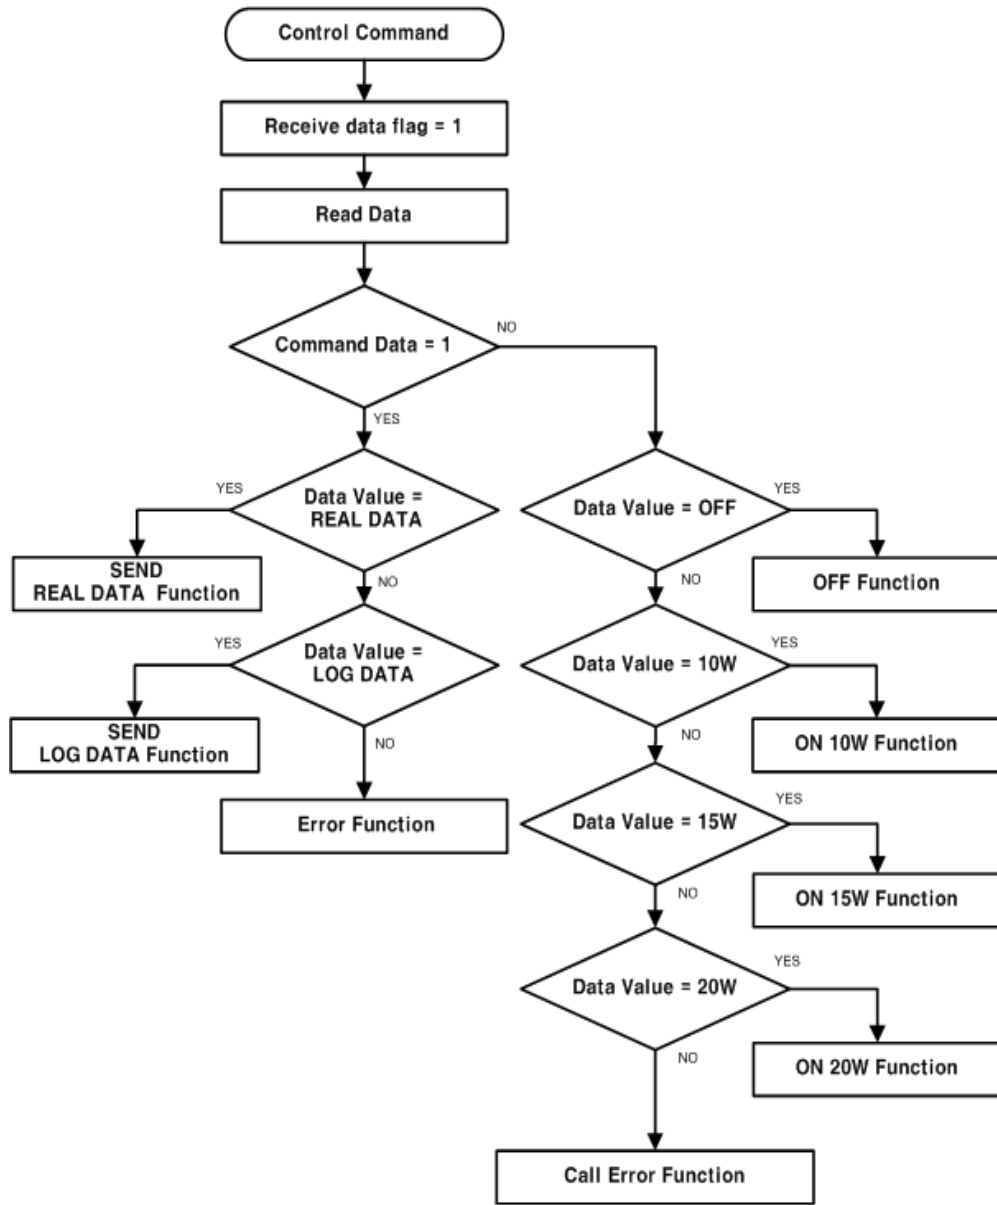 Control Command
Receive data flag = 1
Read Data
Command Data = 1
NO
YES
Data Value =
REAL DATA
YES
NO
SEND
REAL DATA Function
Data Value =
LOG DATA
YES
NO
SEND
LOG DATA Function
Error Function
Data Value = OFF
YES
NO
OFF Function
Data Value = 10W
YES
NO
ON 10W Function
Data Value = 15W
YES
NO
ON 15W Function
Data Value = 20W
YES
NO
ON 20W Function
Call Error Function